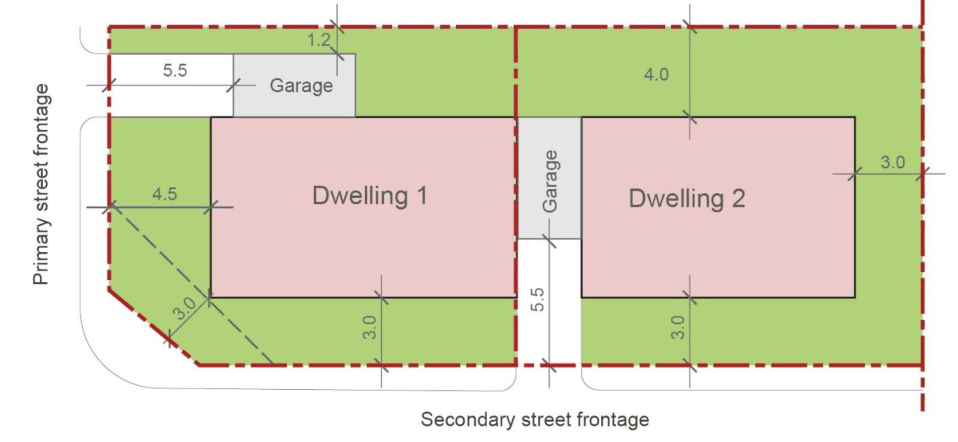 1.2
5.5
Garage
4.0
Primary street frontage
4.5
Dwelling 1
Garage
Dwelling 2
3.0
3.0
3.0
5.5
3.0
Secondary street frontage